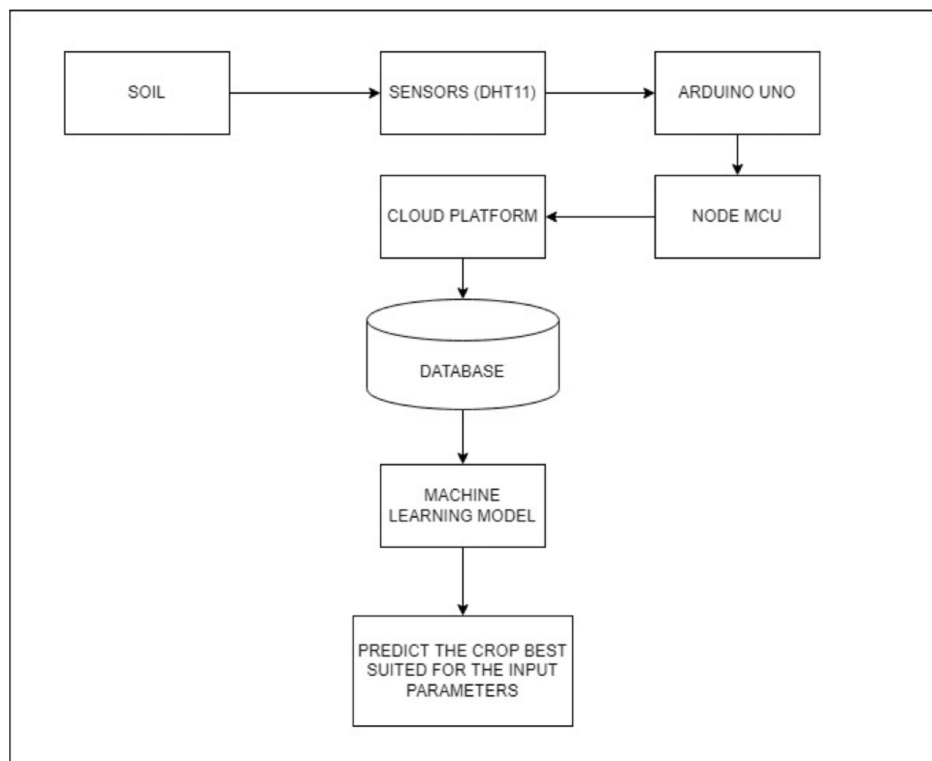 SOIL
SENSORS (DHT11)
ARDUINO UNO
CLOUD PLATFORM
NODE MCU
DATABASE
MACHINE
LEARNING MODEL
PREDICT THE CROP BEST
SUITED FOR THE INPUT
PARAMETERS